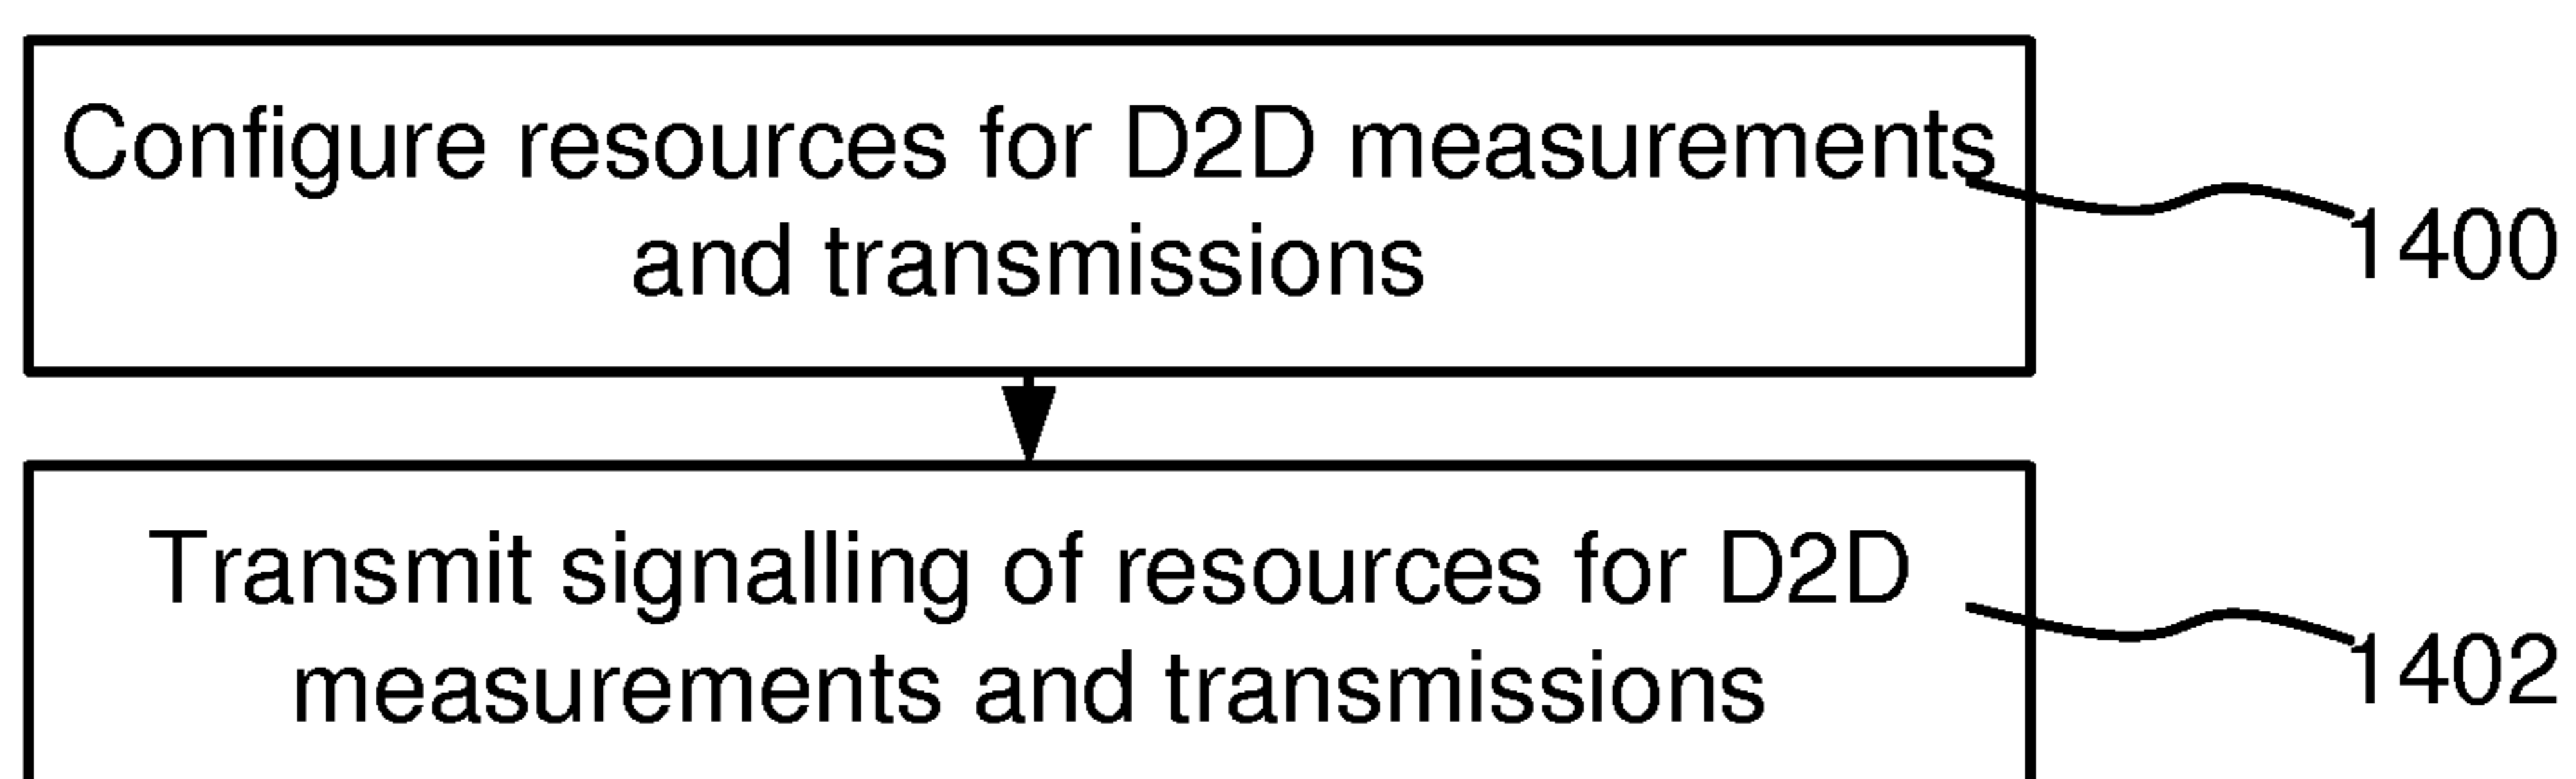 Configure resources for D2D measurements
and transmissions
1400
Transmit signalling of resources for D2D
measurements and transmissions
1402